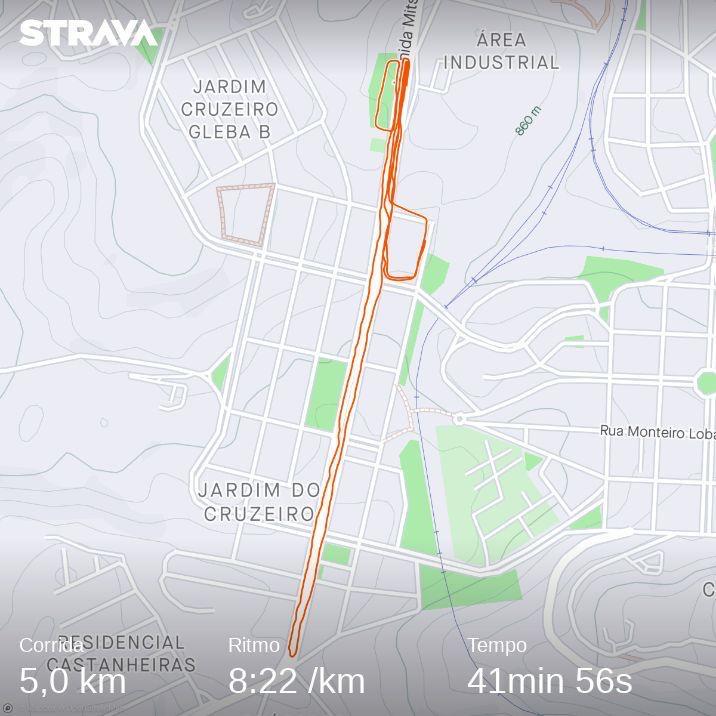 STRAVA
nida Mits
ÁREA
INDUSTRIAL
JARDIM
CRUZEIRO
GLEBA B
860 m
Rua Monteiro Loba
JARDIM DO
CRUZEIRO
RESIDENCIAL
CASTANHEIRAS
Corrida
Ritmo
Tempo
5,0 km
8:22 /km
41min 56s